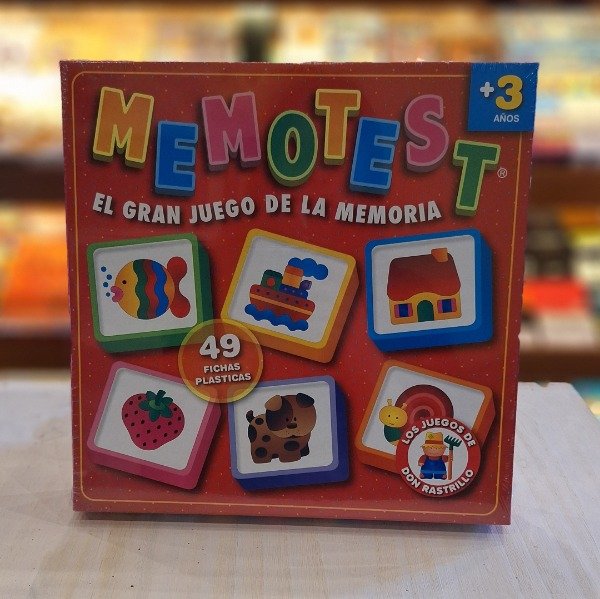 MEMOTEST®
+3
AÑOS
EL GRAN JUEGO DE LA MEMORIA
49
FICHAS
PLASTICAS
LOS JUEGOS DE
DON RASTRILLO